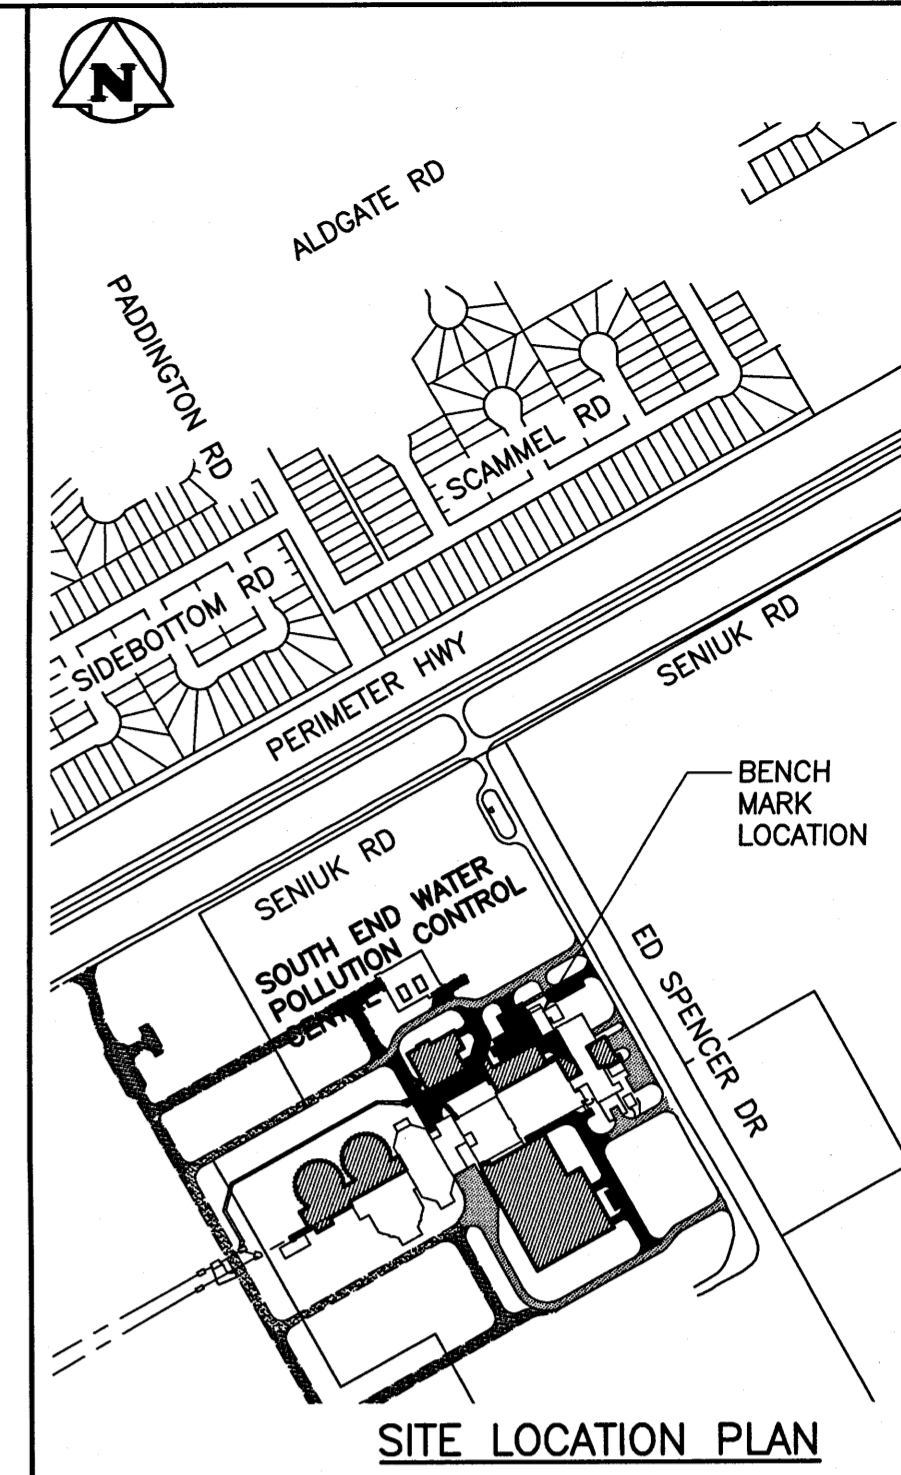 N
ALDGATE RD
PADDINGTON RD
SCAMMEL RD
SIDEBOTTOM RD
PERIMETER HWY
SENIUK RD
BENCH
MARK
LOCATION
SENIUK RD
SOUTH END WATER
POLLUTION CONTROL
ED SPENCER DR
SITE LOCATION PLAN